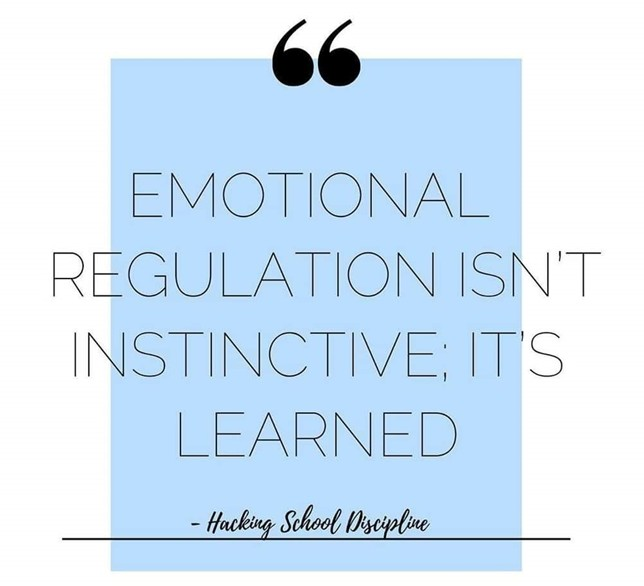 ❝
EMOTIONAL
REGULATION ISN'T
INSTINCTIVE; IT'S
LEARNED
- Hacking School Discipline